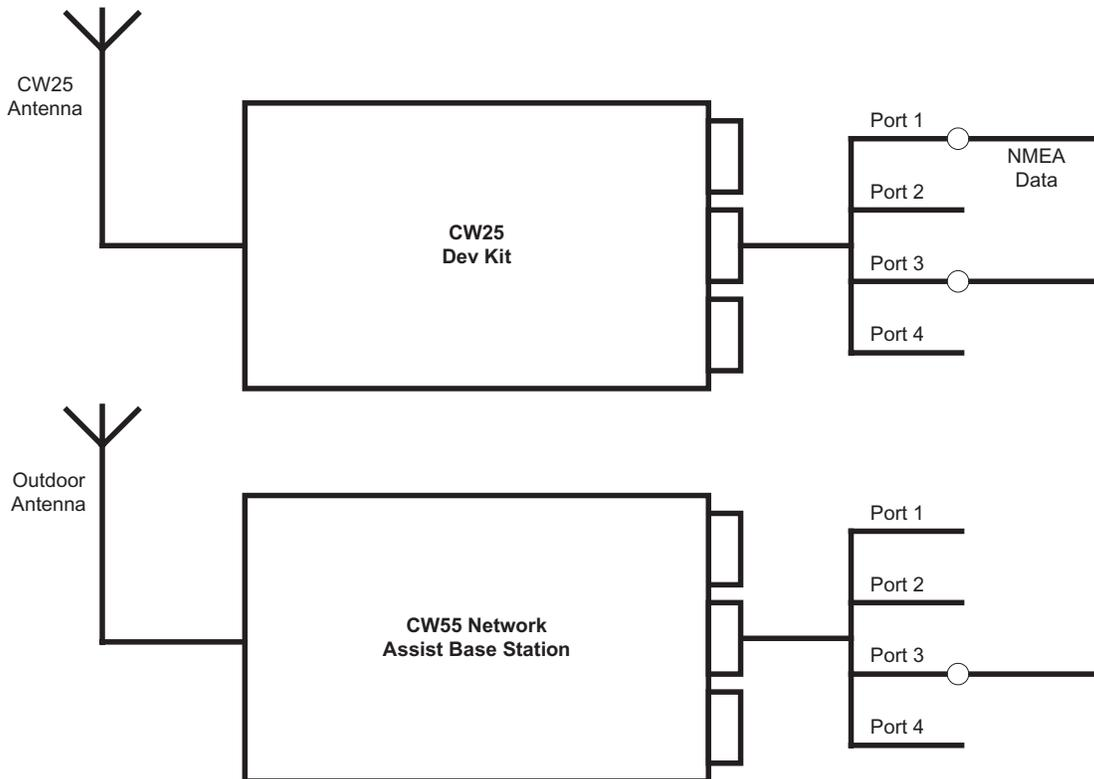 CW25
Antenna
CW25
Dev Kit
Port 1
NMEA
Data
Port 2
Port 3
Port 4
Outdoor
Antenna
CW55 Network
Assist Base Station
Port 1
Port 2
Port 3
Port 4